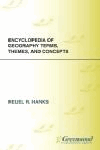 ENCYCLOPEDIA OF
GEOGRAPHY TERMS,
THEMES, AND CONCEPTS
REUEL R. HANKS
Greenwood